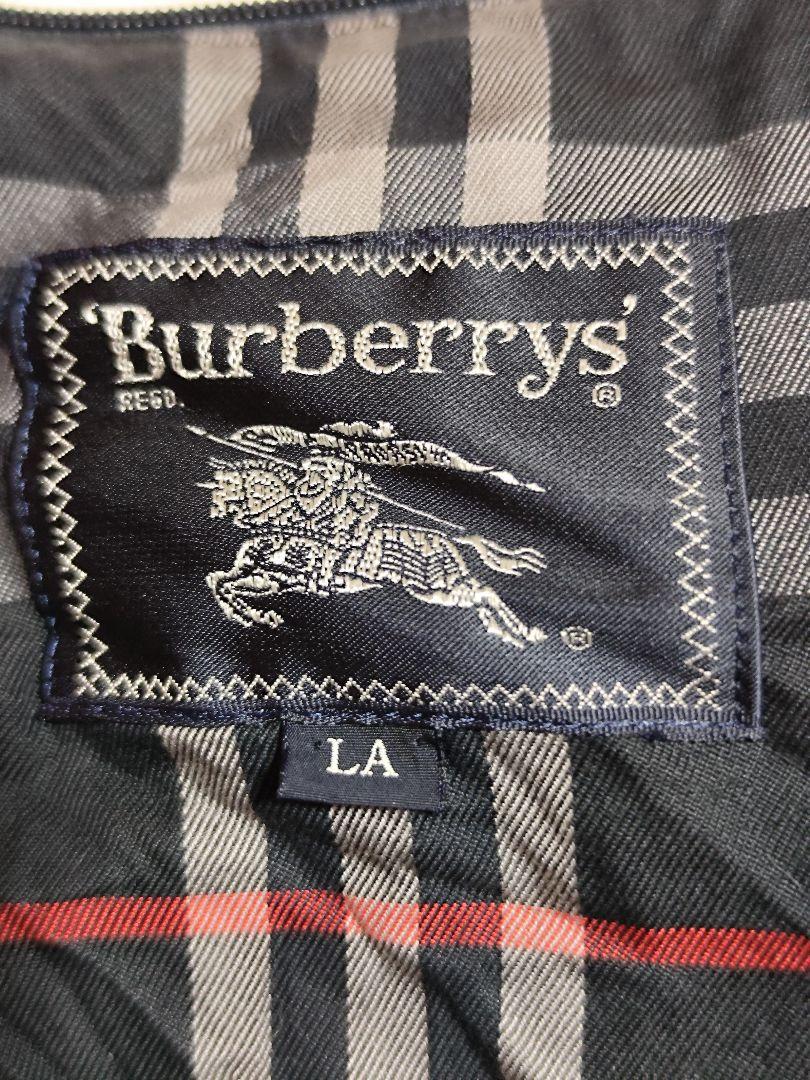 'Burberrys'
REGD. ®
®
LA